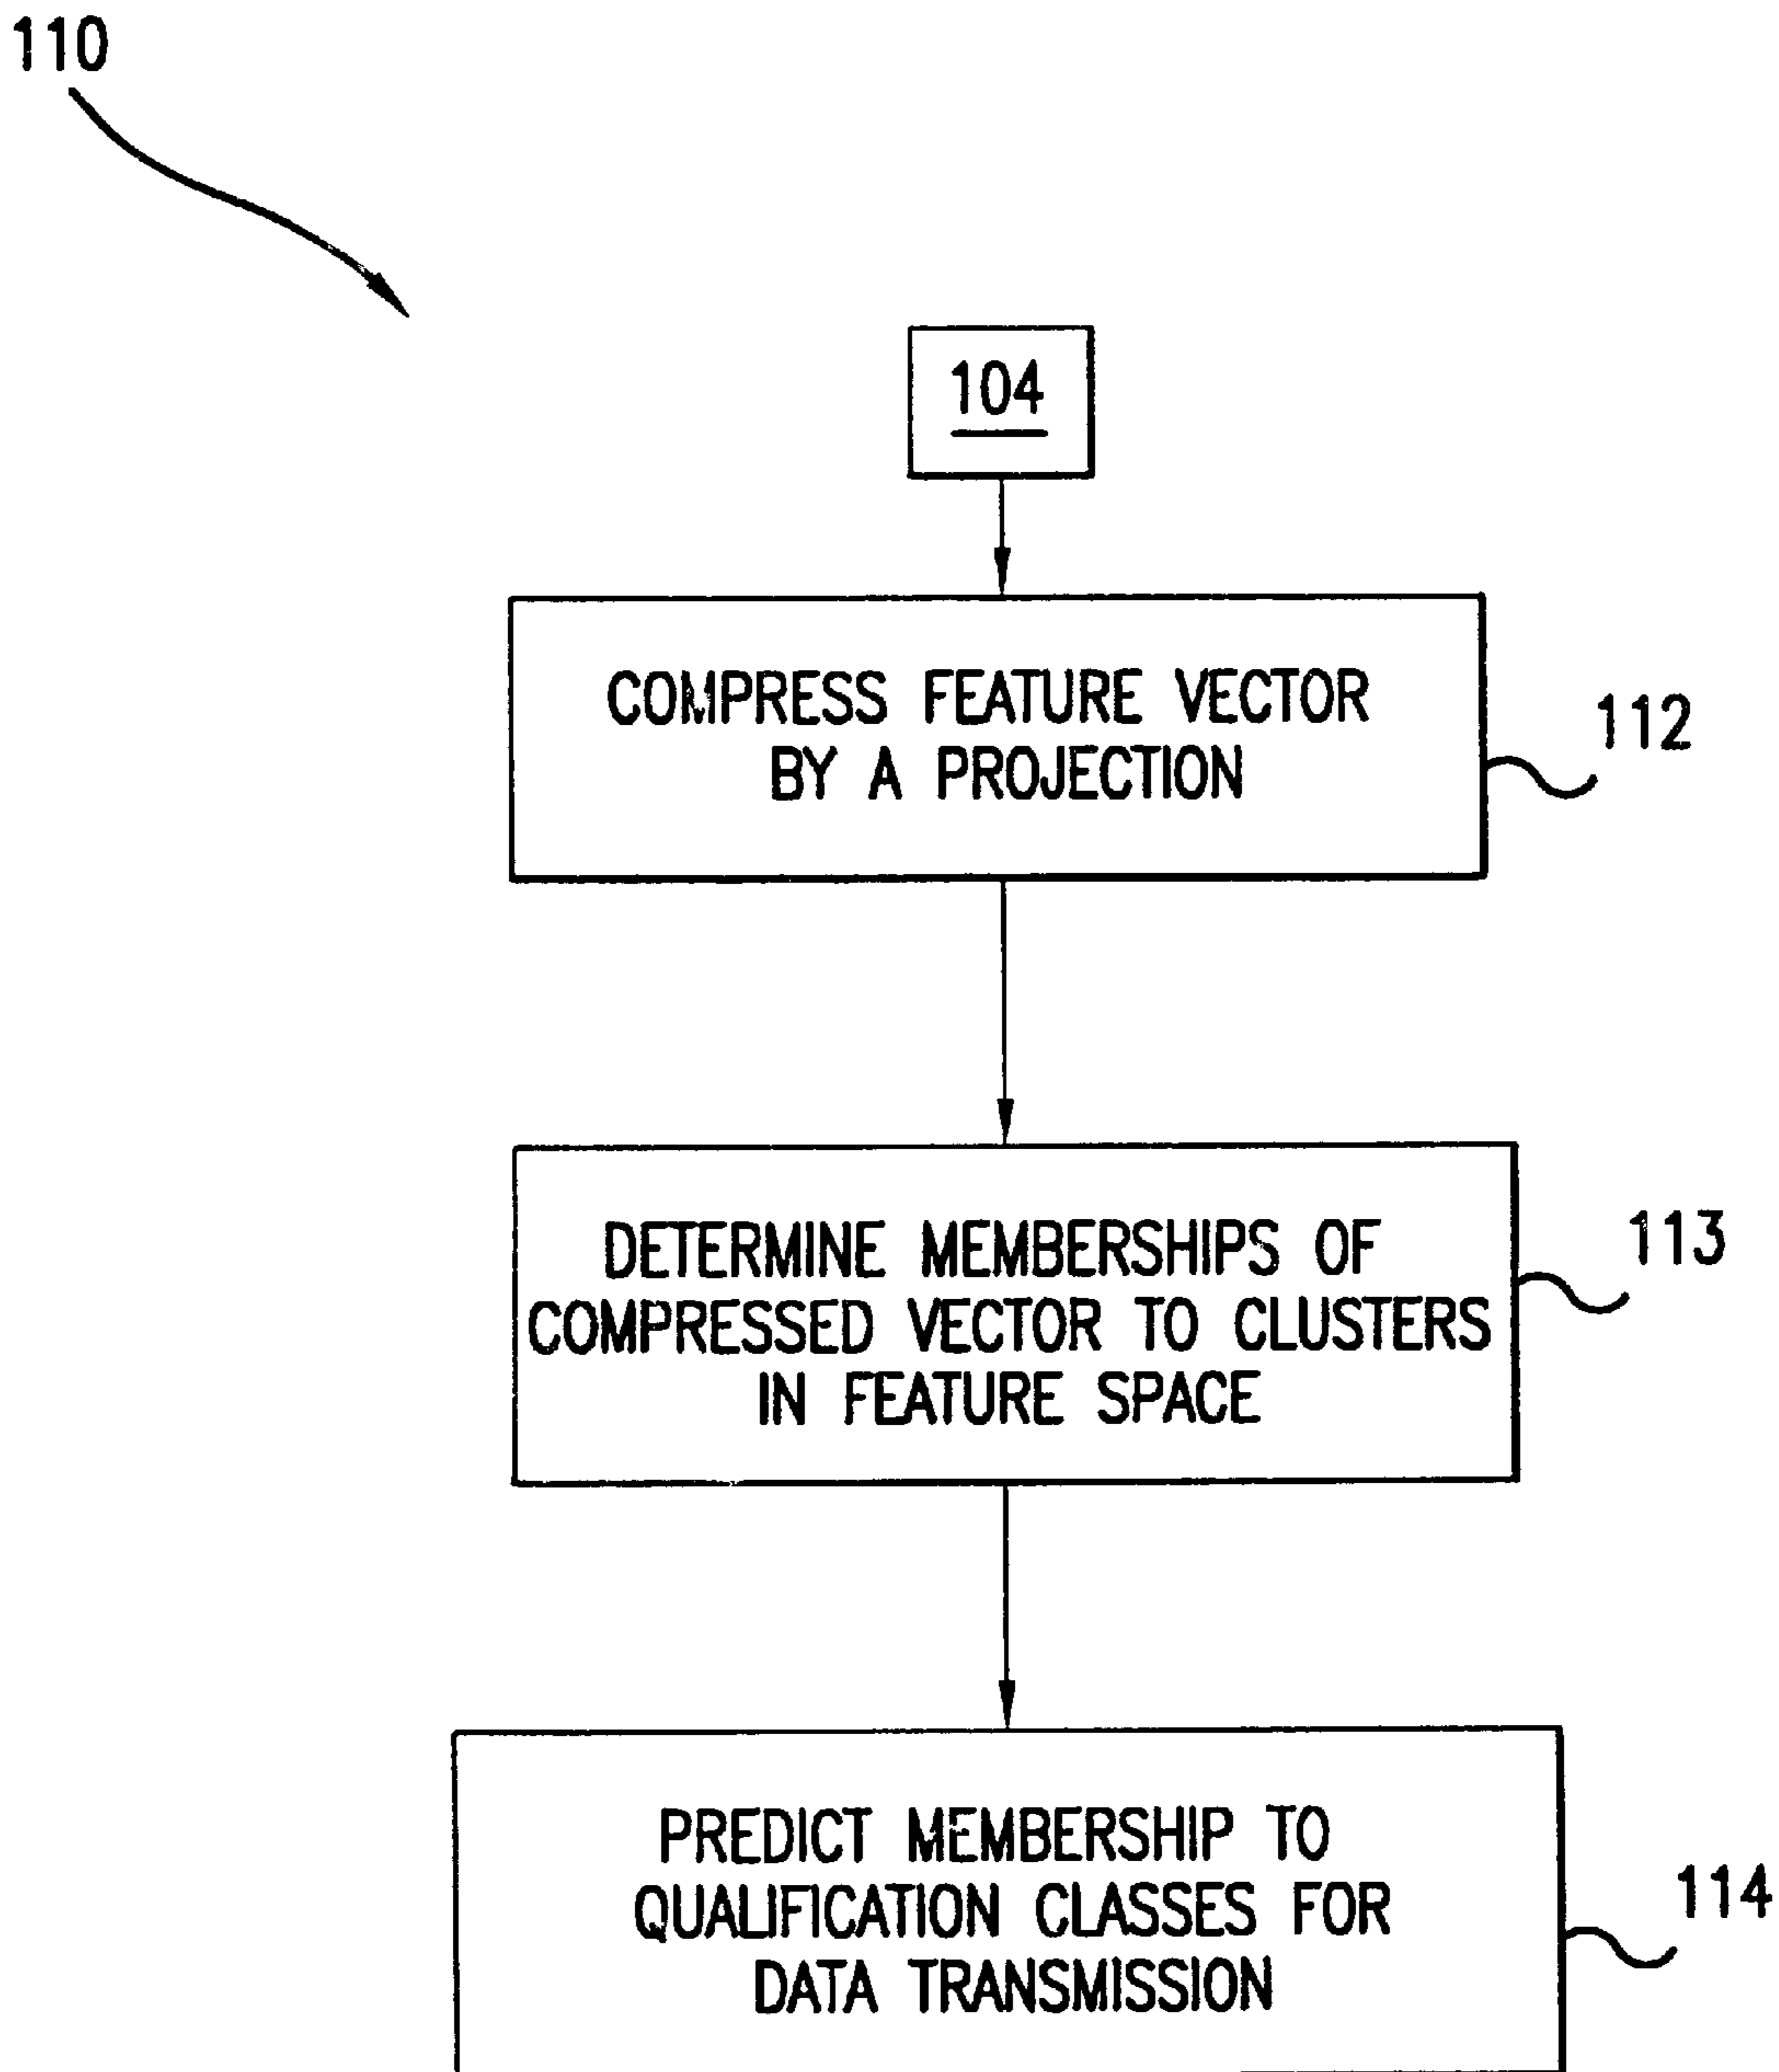 110
104
COMPRESS FEATURE VECTOR
BY A PROJECTION
112
DETERMINE MEMBERSHIPS OF
COMPRESSED VECTOR TO CLUSTERS
IN FEATURE SPACE
113
PREDICT MEMBERSHIP TO
QUALIFICATION CLASSES FOR
DATA TRANSMISSION
114